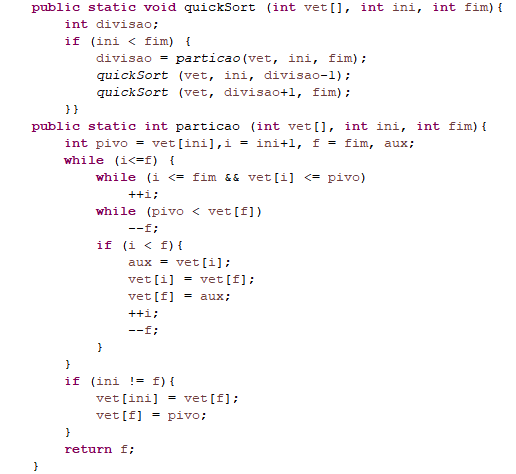 public static void quickSort (int vet[], int ini, int fim){
    int divisao;
    if (ini < fim) {
        divisao = particao(vet, ini, fim);
        quickSort (vet, ini, divisao-1);
        quickSort (vet, divisao+1, fim);
    }}
public static int particao (int vet[], int ini, int fim){
    int pivo = vet[ini],i = ini+1, f = fim, aux;
    while (i<=f) {
        while (i <= fim && vet[i] <= pivo)
            ++i;
        while (pivo < vet[f])
            --f;
        if (i < f){
            aux = vet[i];
            vet[i] = vet[f];
            vet[f] = aux;
            ++i;
            --f;
        }
    }
    if (ini != f){
        vet[ini] = vet[f];
        vet[f] = pivo;
    }
    return f;
}